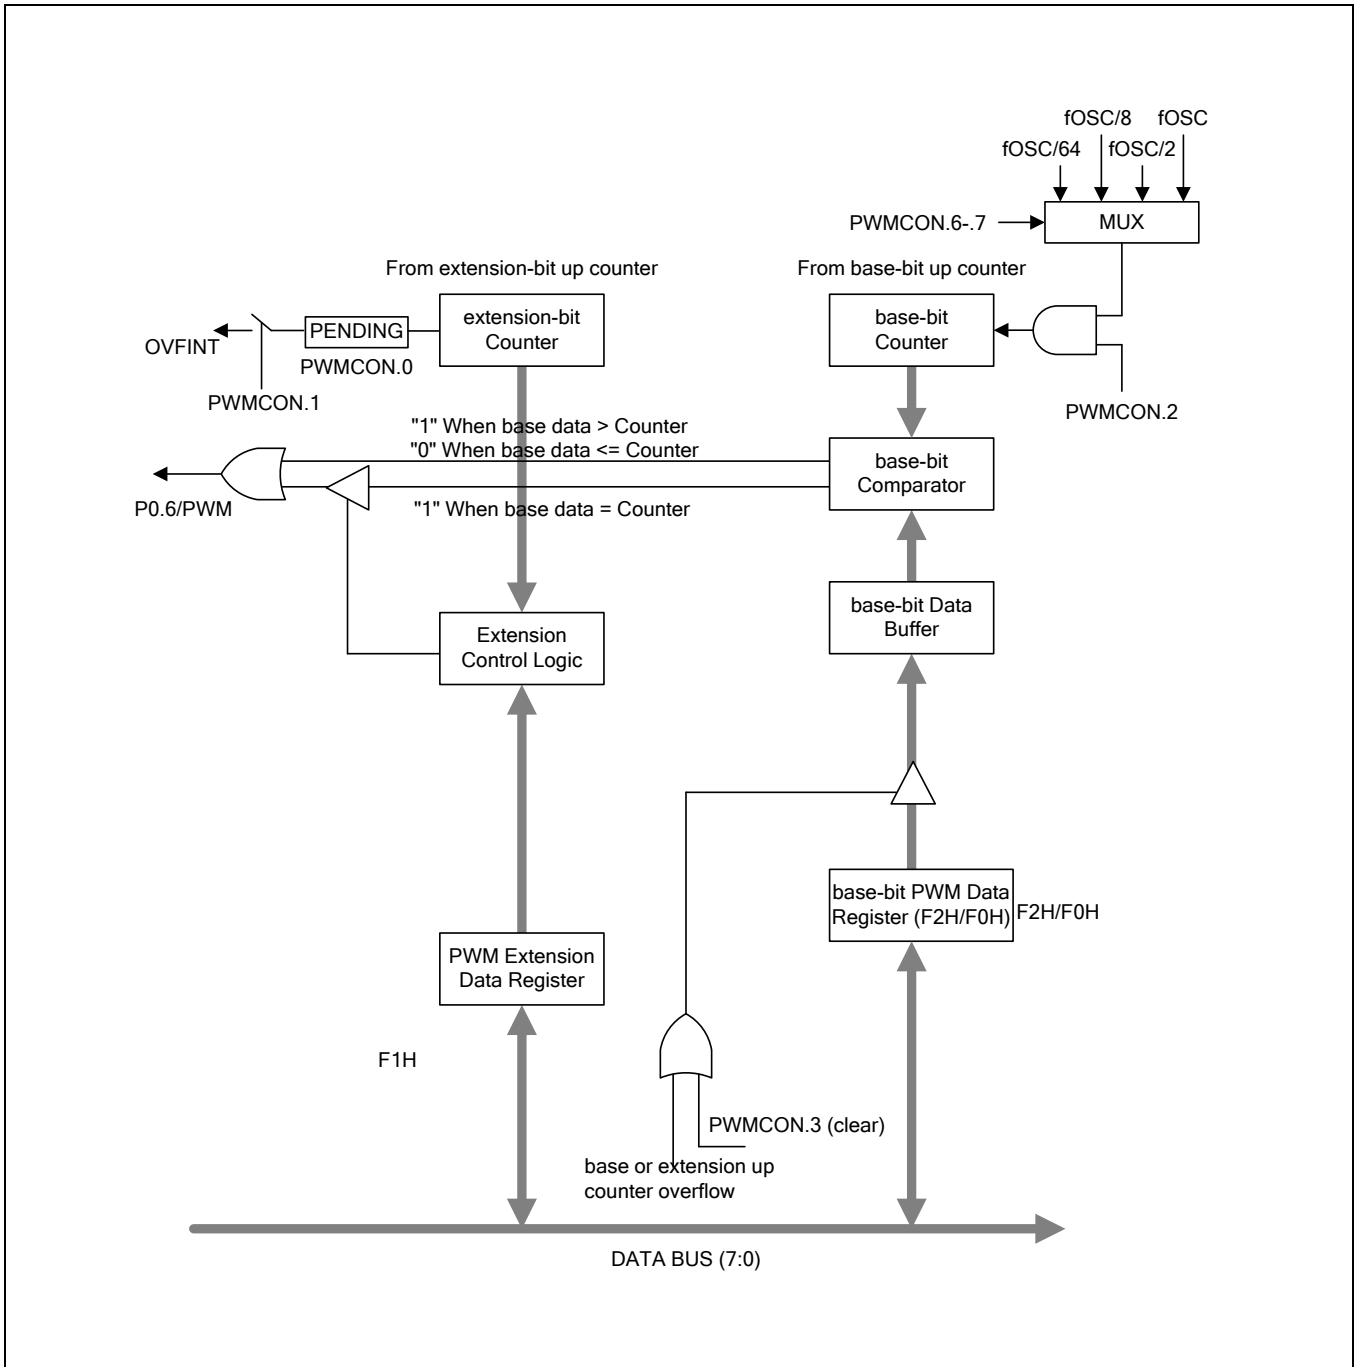 fOSC/8 fOSC
fOSC/64 fOSC/2
PWMCON.6-.7
MUX
From extension-bit up counter
From base-bit up counter
OVFINT
PENDING
PWMCON.0
PWMCON.1
extension-bit
Counter
base-bit
Counter
PWMCON.2
"1" When base data > Counter
"0" When base data <= Counter
base-bit
Comparator
P0.6/PWM
"1" When base data = Counter
base-bit Data
Buffer
Extension
Control Logic
base-bit PWM Data
Register (F2H/F0H)
F2H/F0H
PWM Extension
Data Register
F1H
PWMCON.3 (clear)
base or extension up
counter overflow
DATA BUS (7:0)